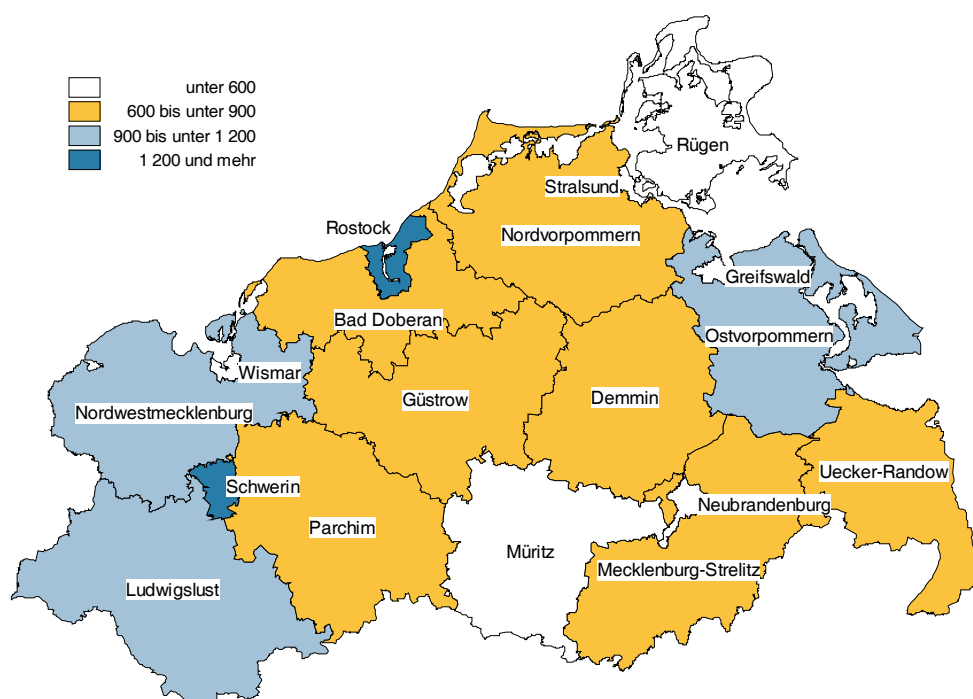 unter 600
600 bis unter 900
900 bis unter 1 200
1 200 und mehr
Rügen
Stralsund
Rostock
Nordvorpommern
Greifswald
Bad Doberan
Ostvorpommern
Wismar
Güstrow
Demmin
Nordwestmecklenburg
Uecker-Randow
Schwerin
Neubrandenburg
Parchim
Müritz
Mecklenburg-Strelitz
Ludwigslust